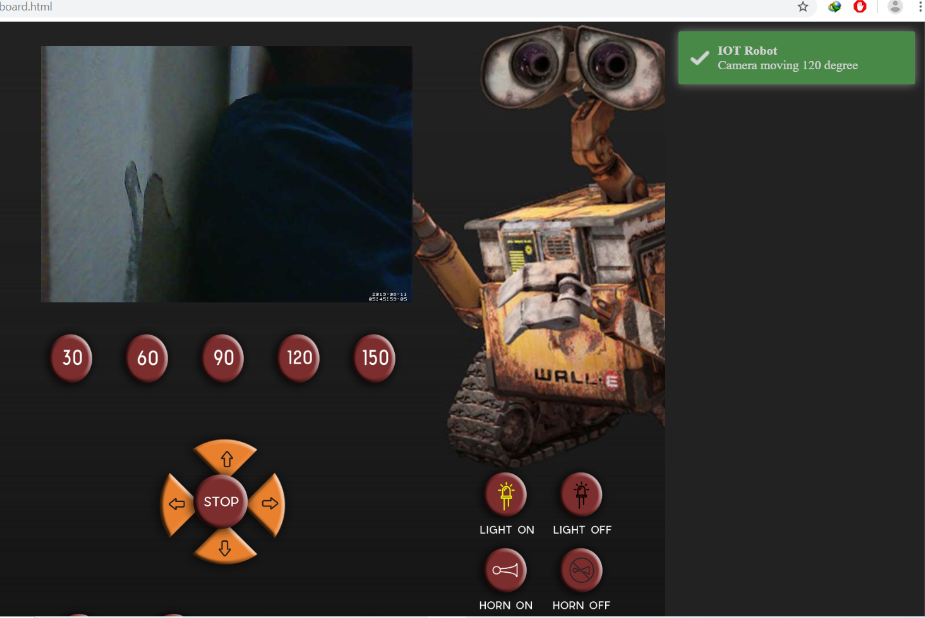 board.html
IOT Robot
Camera moving 120 degree
WALL·E
30
60
90
120
150
STOP
LIGHT ON
LIGHT OFF
HORN ON
HORN OFF